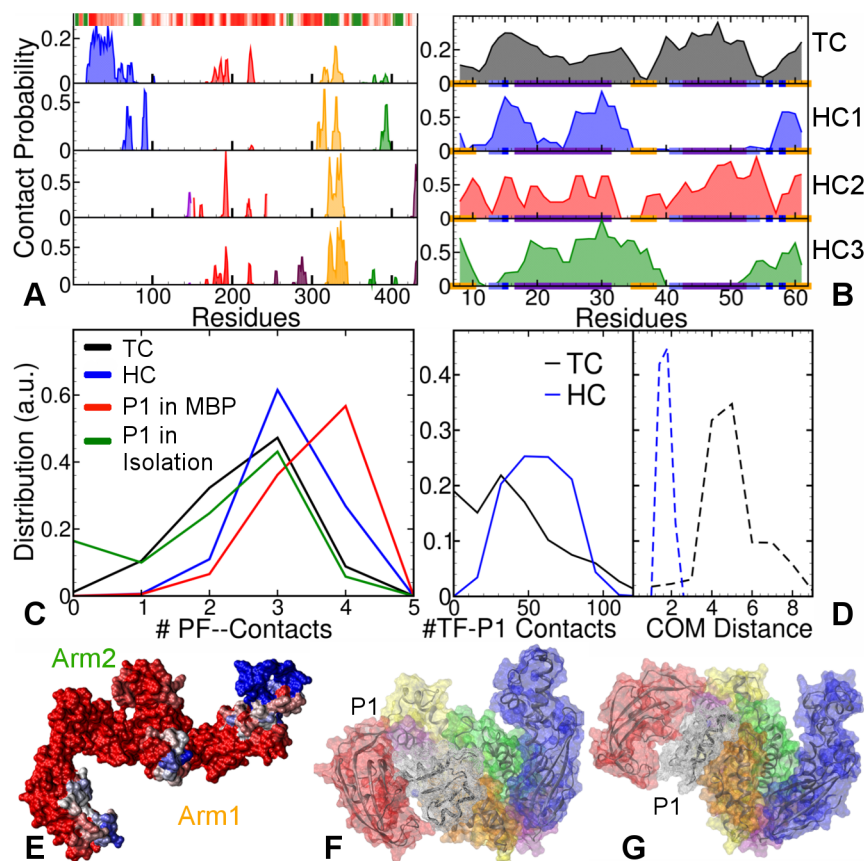 Contact Probability
0.2
0
0.5
0
0.5
0
0.5
0
100 200 300 400
Residues
A
0.2
0
0.5
0
0.5
0
0.5
0
10 20 30 40 50 60
Residues
B
TC
HC1
HC2
HC3
Distribution (a.u.)
0.6
0.4
0.2
0
TC
HC
P1 in MBP
P1 in
Isolation
0 1 2 3 4 5
C # PF--Contacts
0.4
0.3
0.2
0.1
0
TC
HC
0 50 100
#TF-P1 Contacts
2 4 6 8
COM Distance
D
Arm2
Arm1
E
P1
F
P1
G